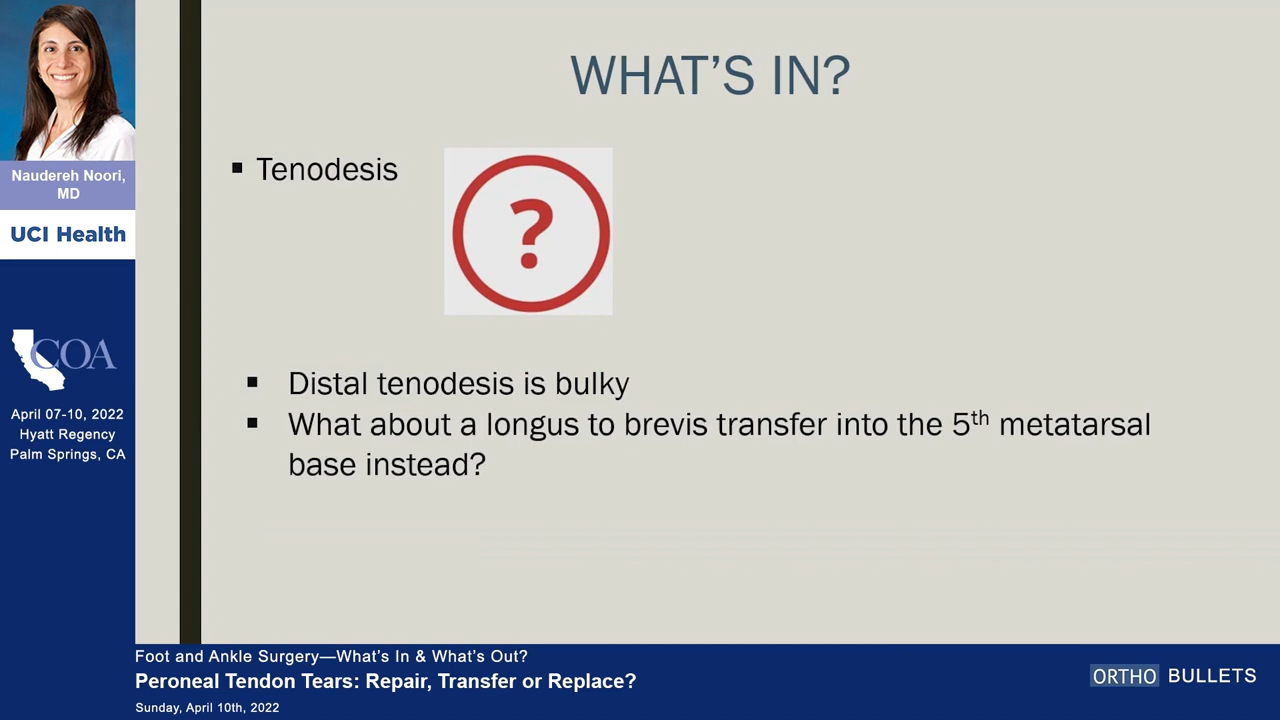 Naudereh Noori,
MD
UCI Health
COA
April 07-10, 2022
Hyatt Regency
Palm Springs, CA
WHAT'S IN?
▪ Tenodesis
?
▪ Distal tenodesis is bulky
▪ What about a longus to brevis transfer into the 5th metatarsal
base instead?
Foot and Ankle Surgery—What's In & What's Out?
Peroneal Tendon Tears: Repair, Transfer or Replace?
Sunday, April 10th, 2022
ORTHO BULLETS